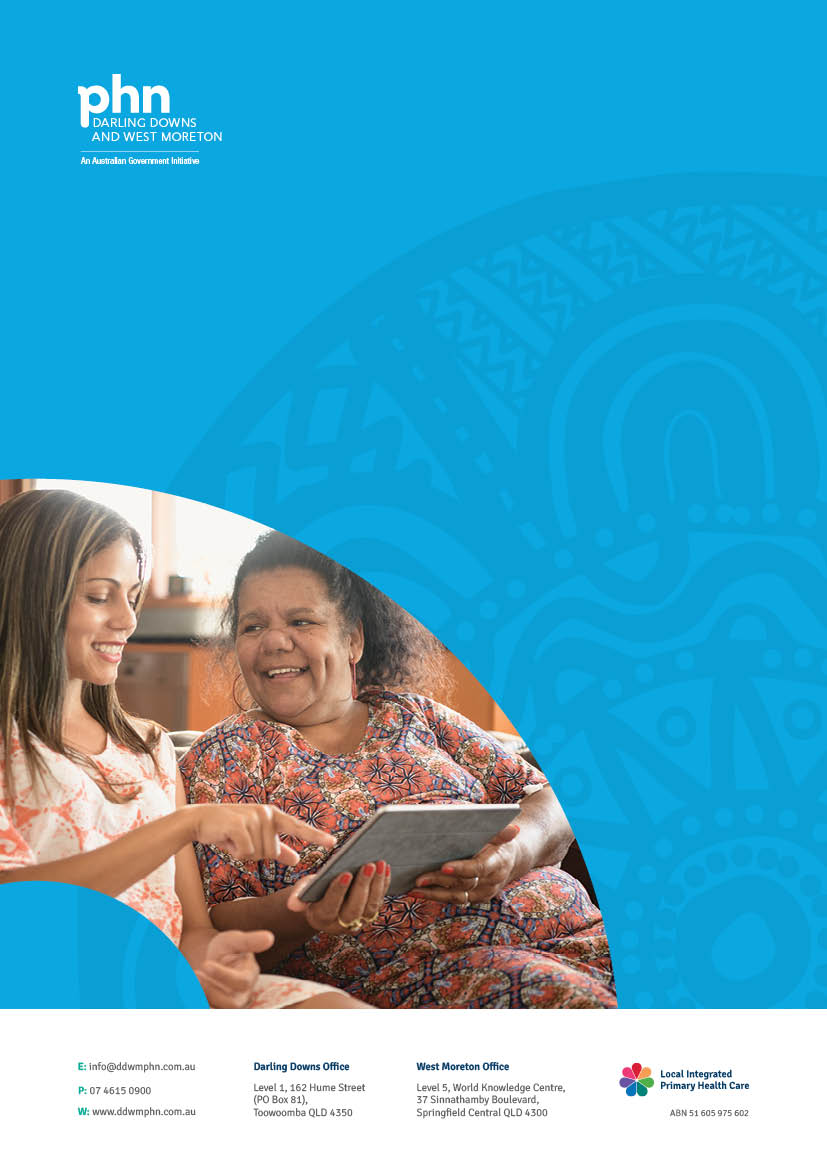 phn
DARLING DOWNS
AND WEST MORETON
An Australian Government Initiative
E: info@ddwmphn.com.au
P: 07 4615 0900
W: www.ddwmphn.com.au
Darling Downs Office
Level 1, 162 Hume Street
(PO Box 81),
Toowoomba QLD 4350
West Moreton Office
Level 5, World Knowledge Centre,
37 Sinnathamby Boulevard,
Springfield Central QLD 4300
Local Integrated
Primary Health Care
ABN 51 605 975 602